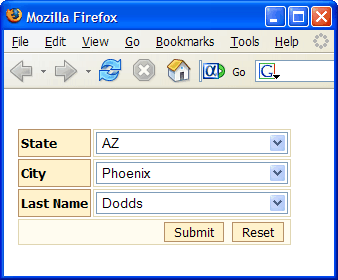 Mozilla Firefox
File Edit View Go Bookmarks Tools Help
Go G
State AZ
City Phoenix
Last Name Dodds
Submit Reset